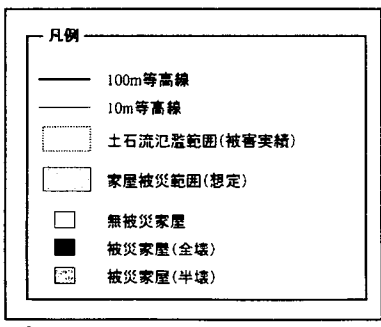 凡例
100m等高線
10m等高線
土石流氾濫範囲(被害実績)
家屋被災範囲(想定)
無被災家屋
被災家屋(全壊)
被災家屋(半壊)